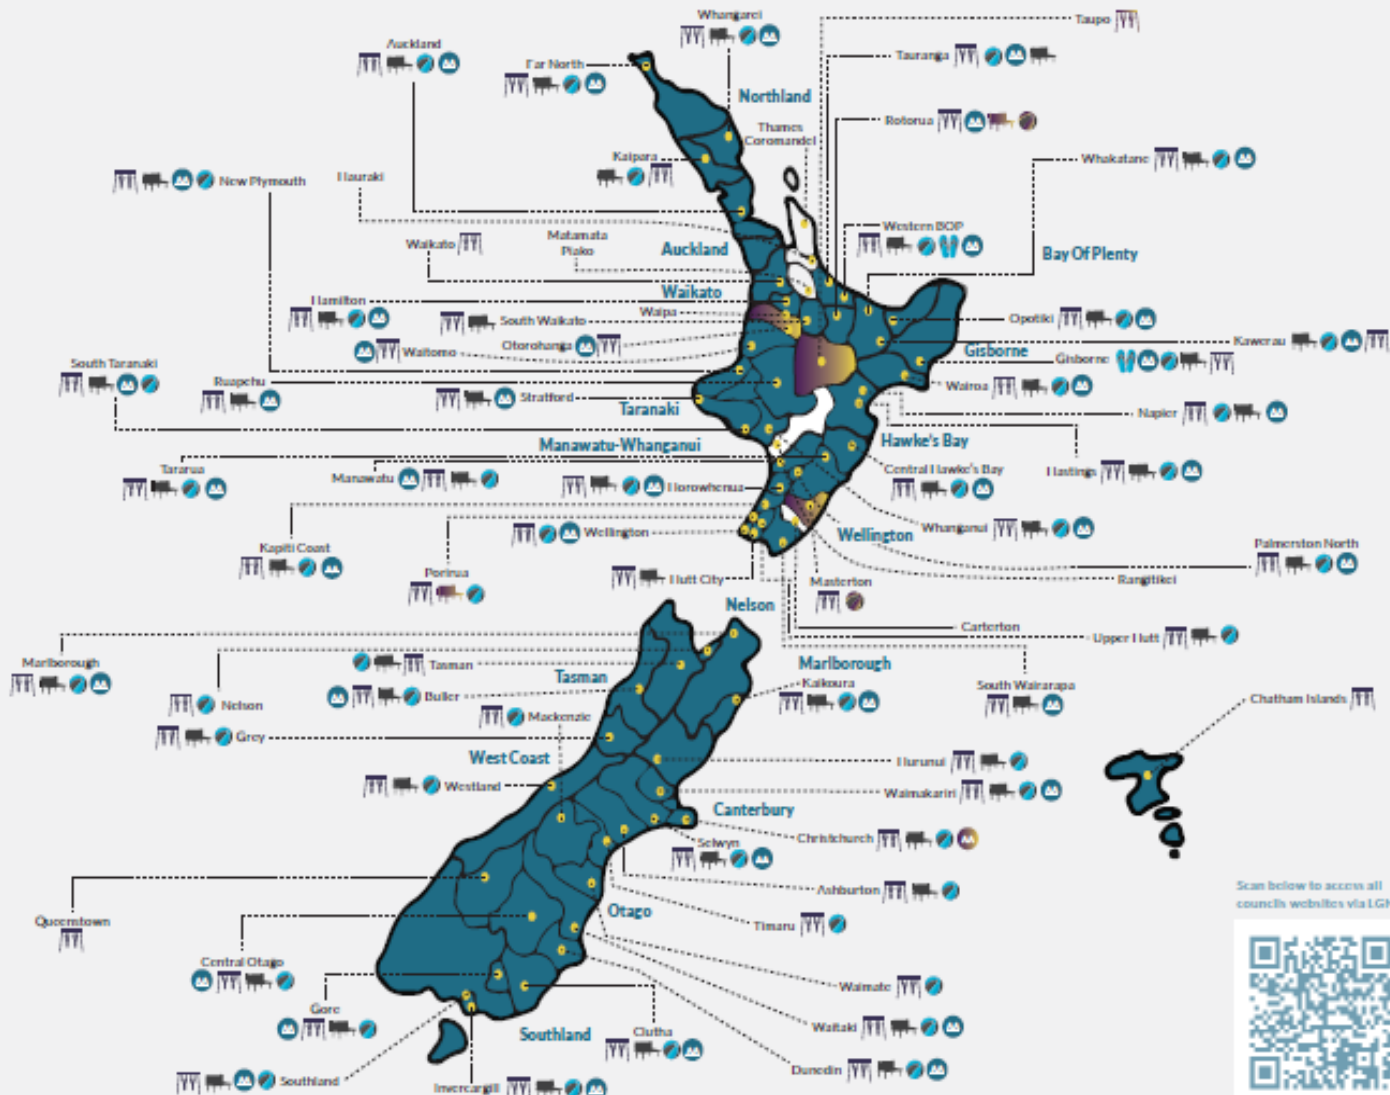 Whangarei
Taupo
Auckland
Tauranga
Far North
Northland
Thames
Coromandel
Rotorua
Kaipara
Whakatane
New Plymouth
Hauraki
Western BOP
Waikato
Matamata
Piako
Auckland
Bay Of Plenty
Waikato
Hamilton
Waipa
South Waikato
Opotiki
Otorohanga
Waitomo
Gisborne
Kawerau
Gisborne
South Taranaki
Ruapehu
Stratford
Wairoa
Taranaki
Napier
Manawatu-Whanganui
Hawke's Bay
Tararua
Manawatu
Horowhenua
Central Hawke's Bay
Hastings
Wellington
Wellington
Whanganui
Kapiti Coast
Palmerston North
Porirua
Hutt City
Masterton
Rangitikei
Nelson
Carterton
Upper Hutt
Marlborough
Tasman
Tasman
Marlborough
Kaikoura
South Wairarapa
Nelson
Buller
Chatham Islands
Mackenzie
Grey
West Coast
Hurunui
Westland
Waimakariri
Canterbury
Christchurch
Selwyn
Ashburton
Scan below to access all
councils websites via LGN
Queenstown
Otago
Timaru
Central Otago
Waimate
Gore
Waitaki
Southland
Clutha
Dunedin
Southland
Invercargill